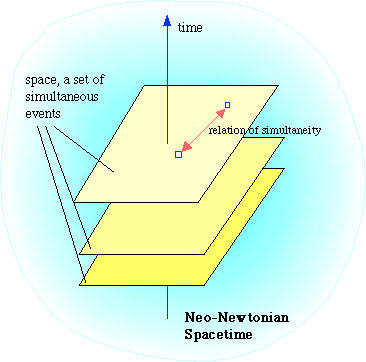 time
space, a set of
simultaneous
events
relation of simultaneity
Neo-Newtonian
Spacetime